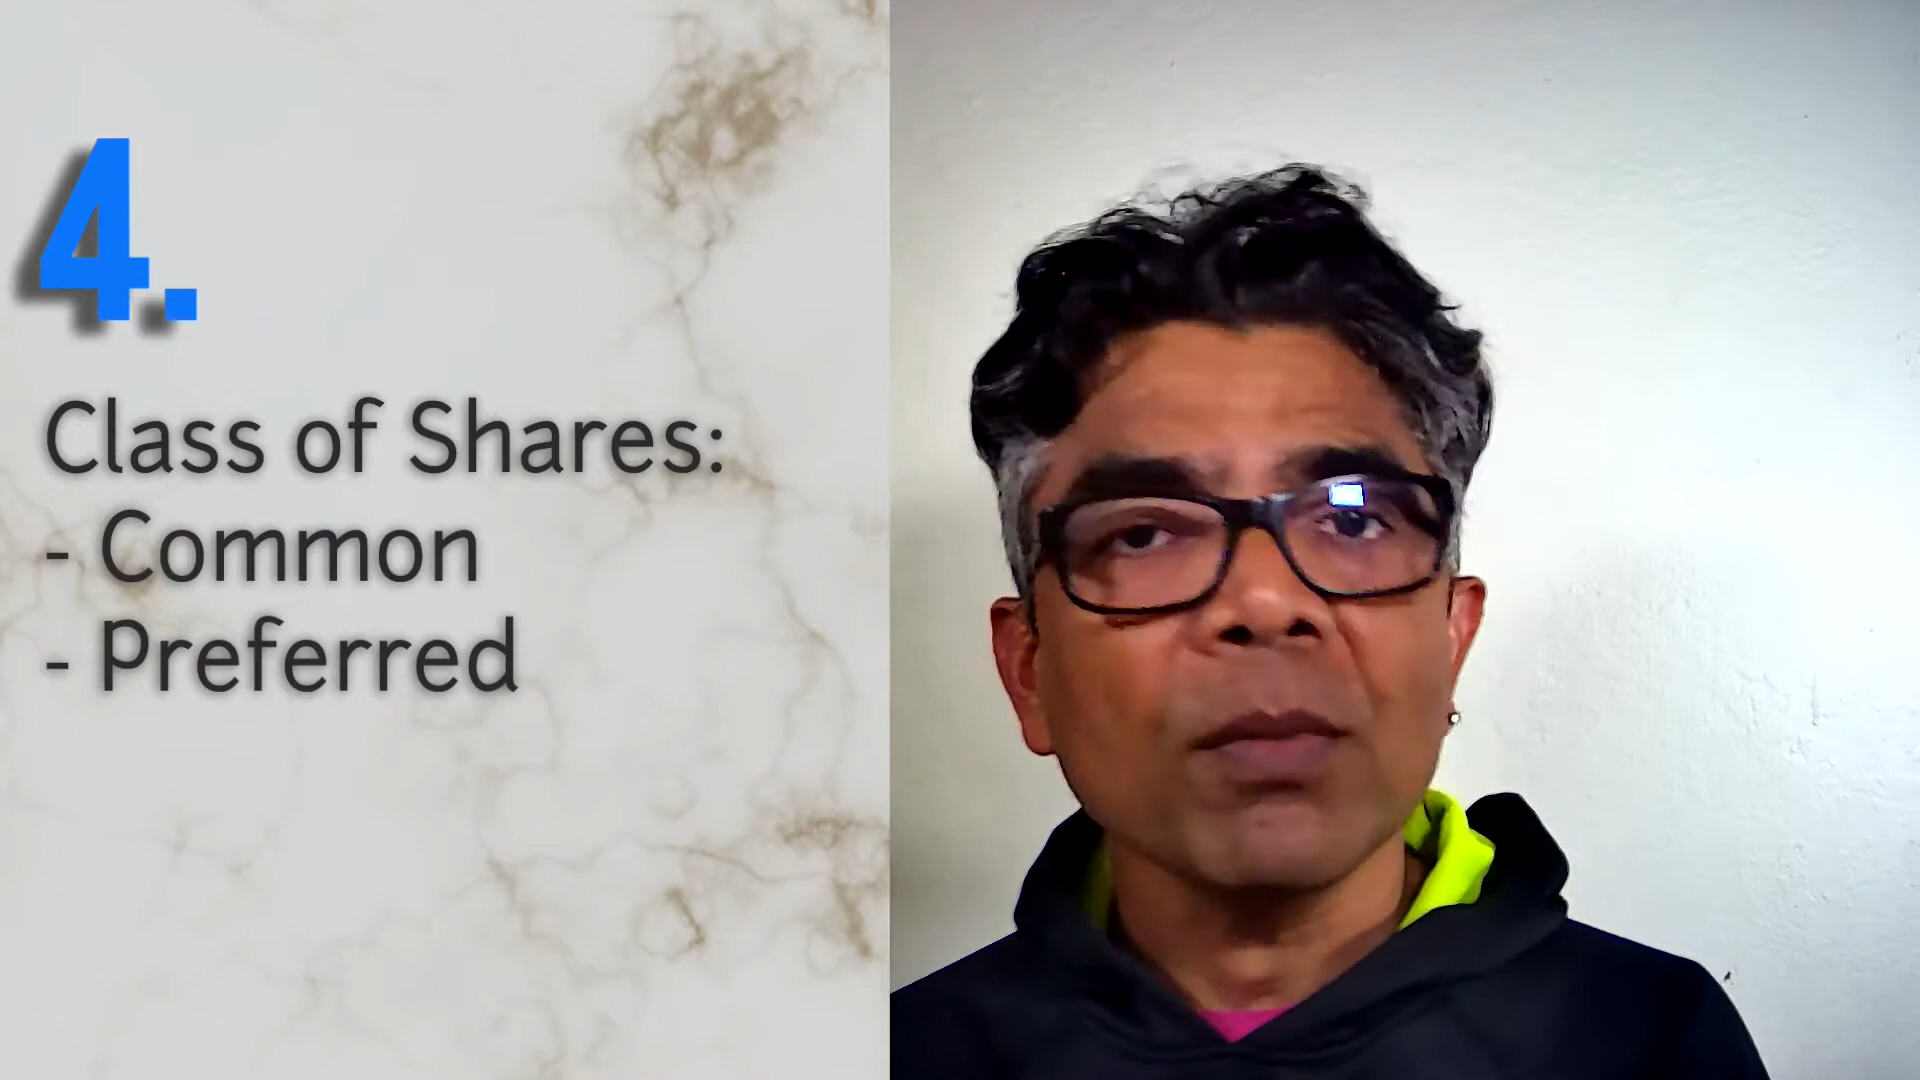 4.
Class of Shares:
- Common
- Preferred